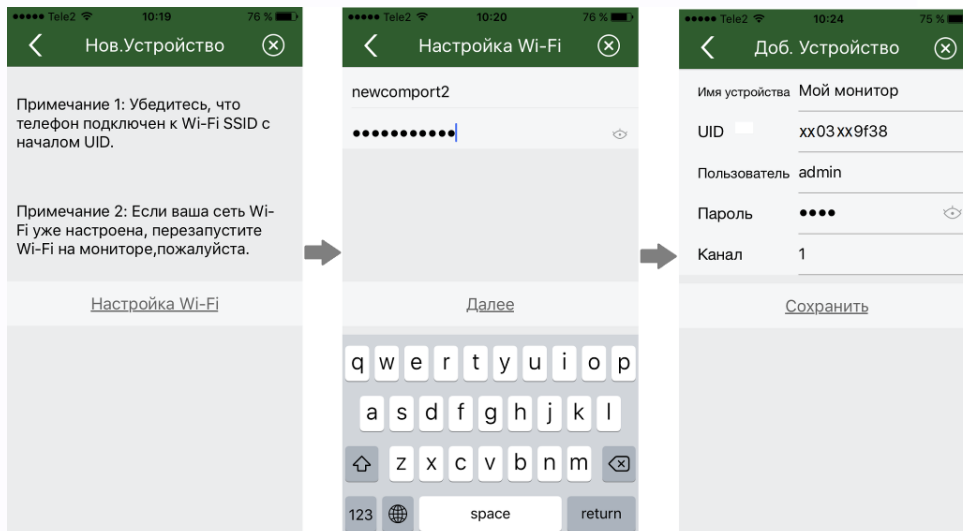 Tele2 10:19 76 %
Нов.Устройство
Примечание 1: Убедитесь, что
телефон подключен к Wi-Fi SSID с
началом UID.
Примечание 2: Если ваша сеть Wi-
Fi уже настроена, перезапустите
Wi-Fi на мониторе,пожалуйста.
Настройка Wi-Fi
Tele2 10:20 76 %
Настройка Wi-Fi
newcomport2
•••••••••••
Далее
q w e r t y u i o p
a s d f g h j k l
z x c v b n m
123 space return
Tele2 10:24 75 %
Доб. Устройство
Имя устройства Мой монитор
UID xx03xx9f38
Пользователь admin
Пароль ••••
Канал 1
Сохранить